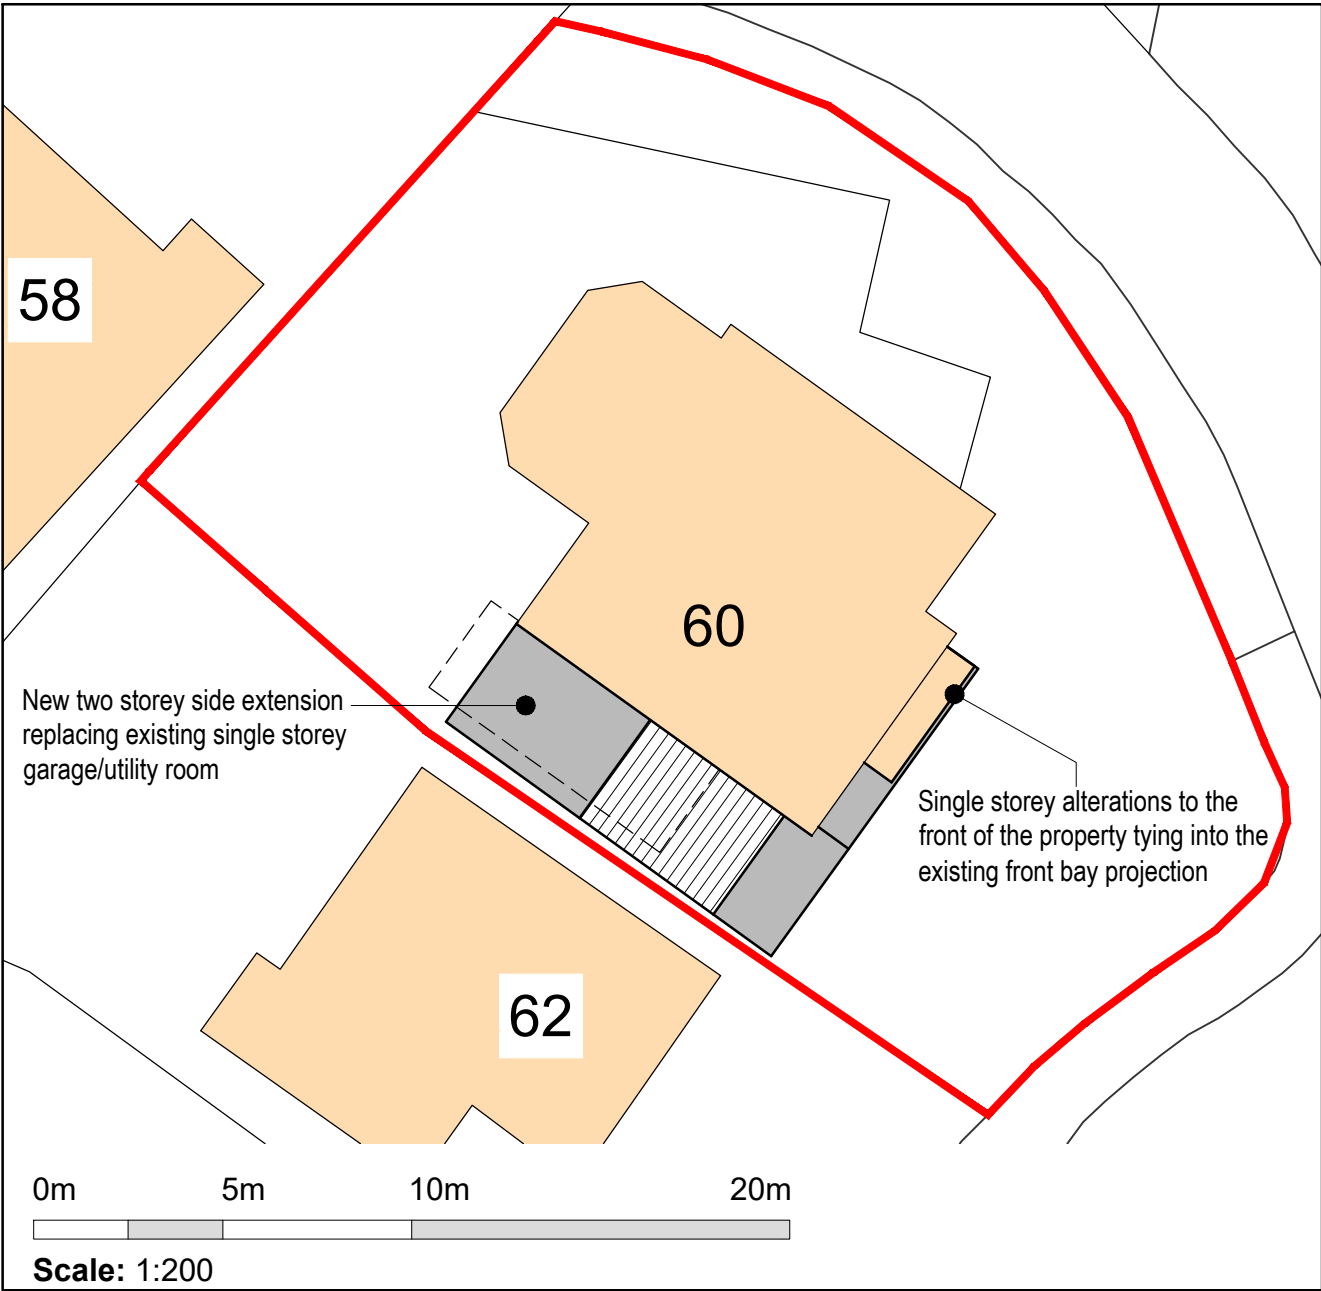 58
60
New two storey side extension
replacing existing single storey
garage/utility room
Single storey alterations to the
front of the property tying into the
existing front bay projection
62
0m 5m 10m 20m
Scale: 1:200